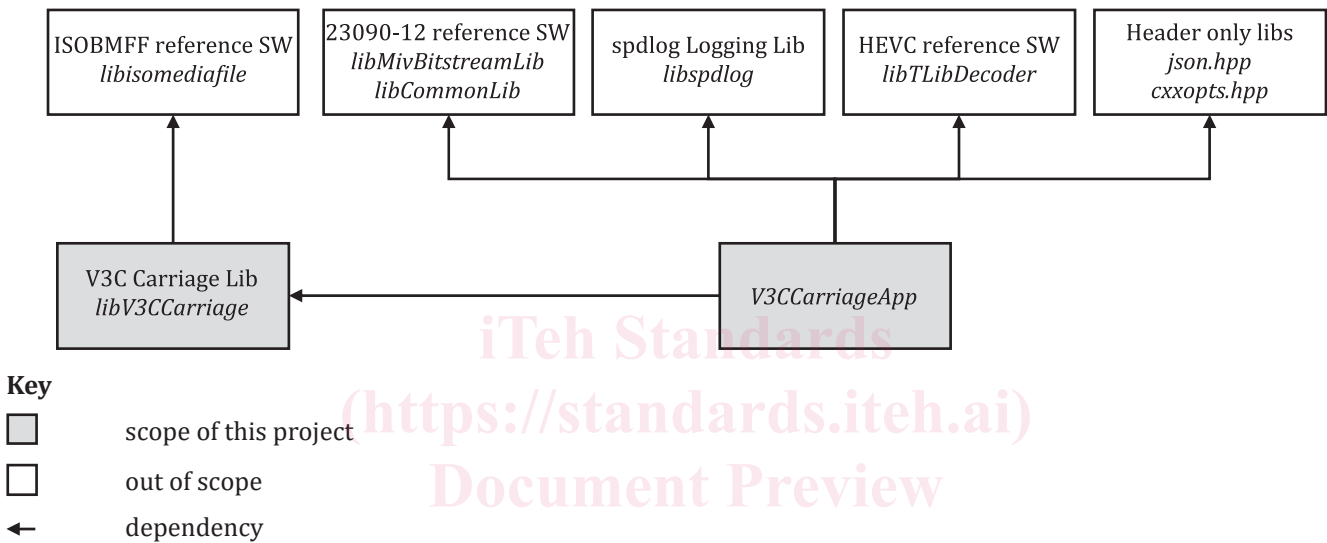 ISOBMFF reference SW
libisomediafile
23090-12 reference SW
libMivBitstreamLib
libCommonLib
spdlog Logging Lib
libspdlog
HEVC reference SW
libTLibDecoder
Header only libs
json.hpp
cxxopts.hpp
V3C Carriage Lib
libV3CCarriage
V3CCarriageApp
iTeh Standards
(https://standards.iteh.ai)
Document Preview
Key
scope of this project
out of scope
dependency